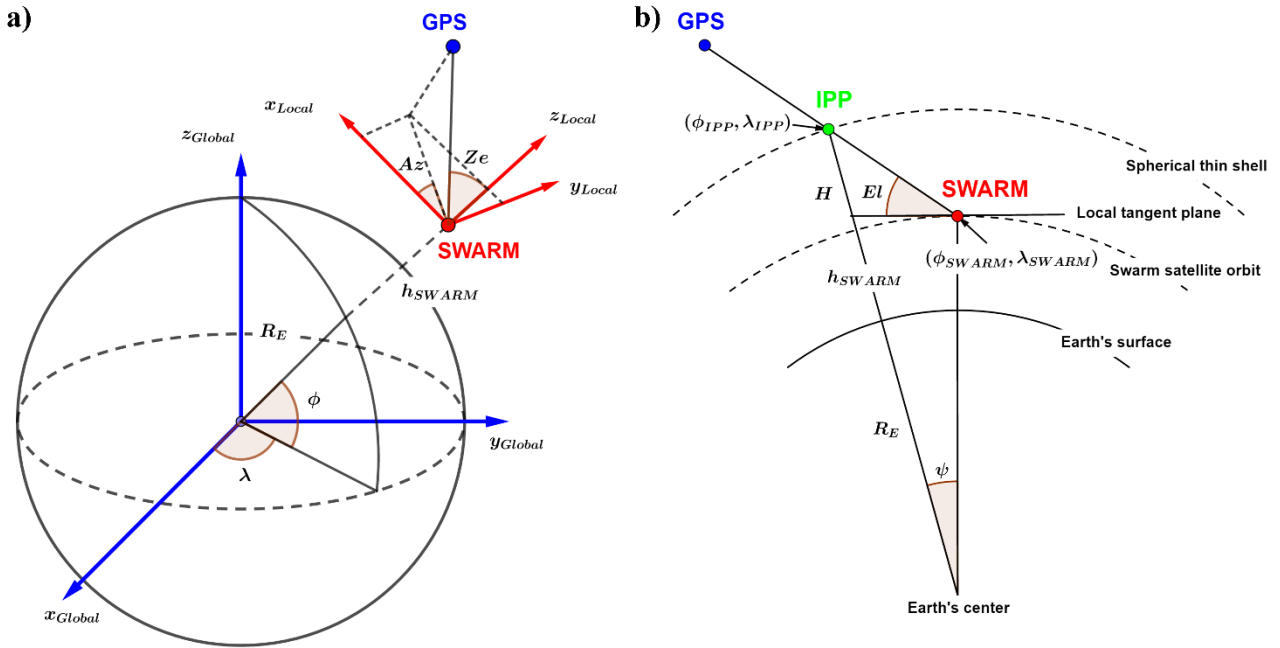 a)
GPS
x_Local
z_Global
z_Local
Az
Ze
y_Local
SWARM
h_SWARM
R_E
ϕ
y_Global
λ
x_Global
b)
GPS
IPP
(ϕ_IPP, λ_IPP)
Spherical thin shell
H
El
SWARM
Local tangent plane
(ϕ_SWARM, λ_SWARM)
Swarm satellite orbit
h_SWARM
Earth's surface
R_E
ψ
Earth's center